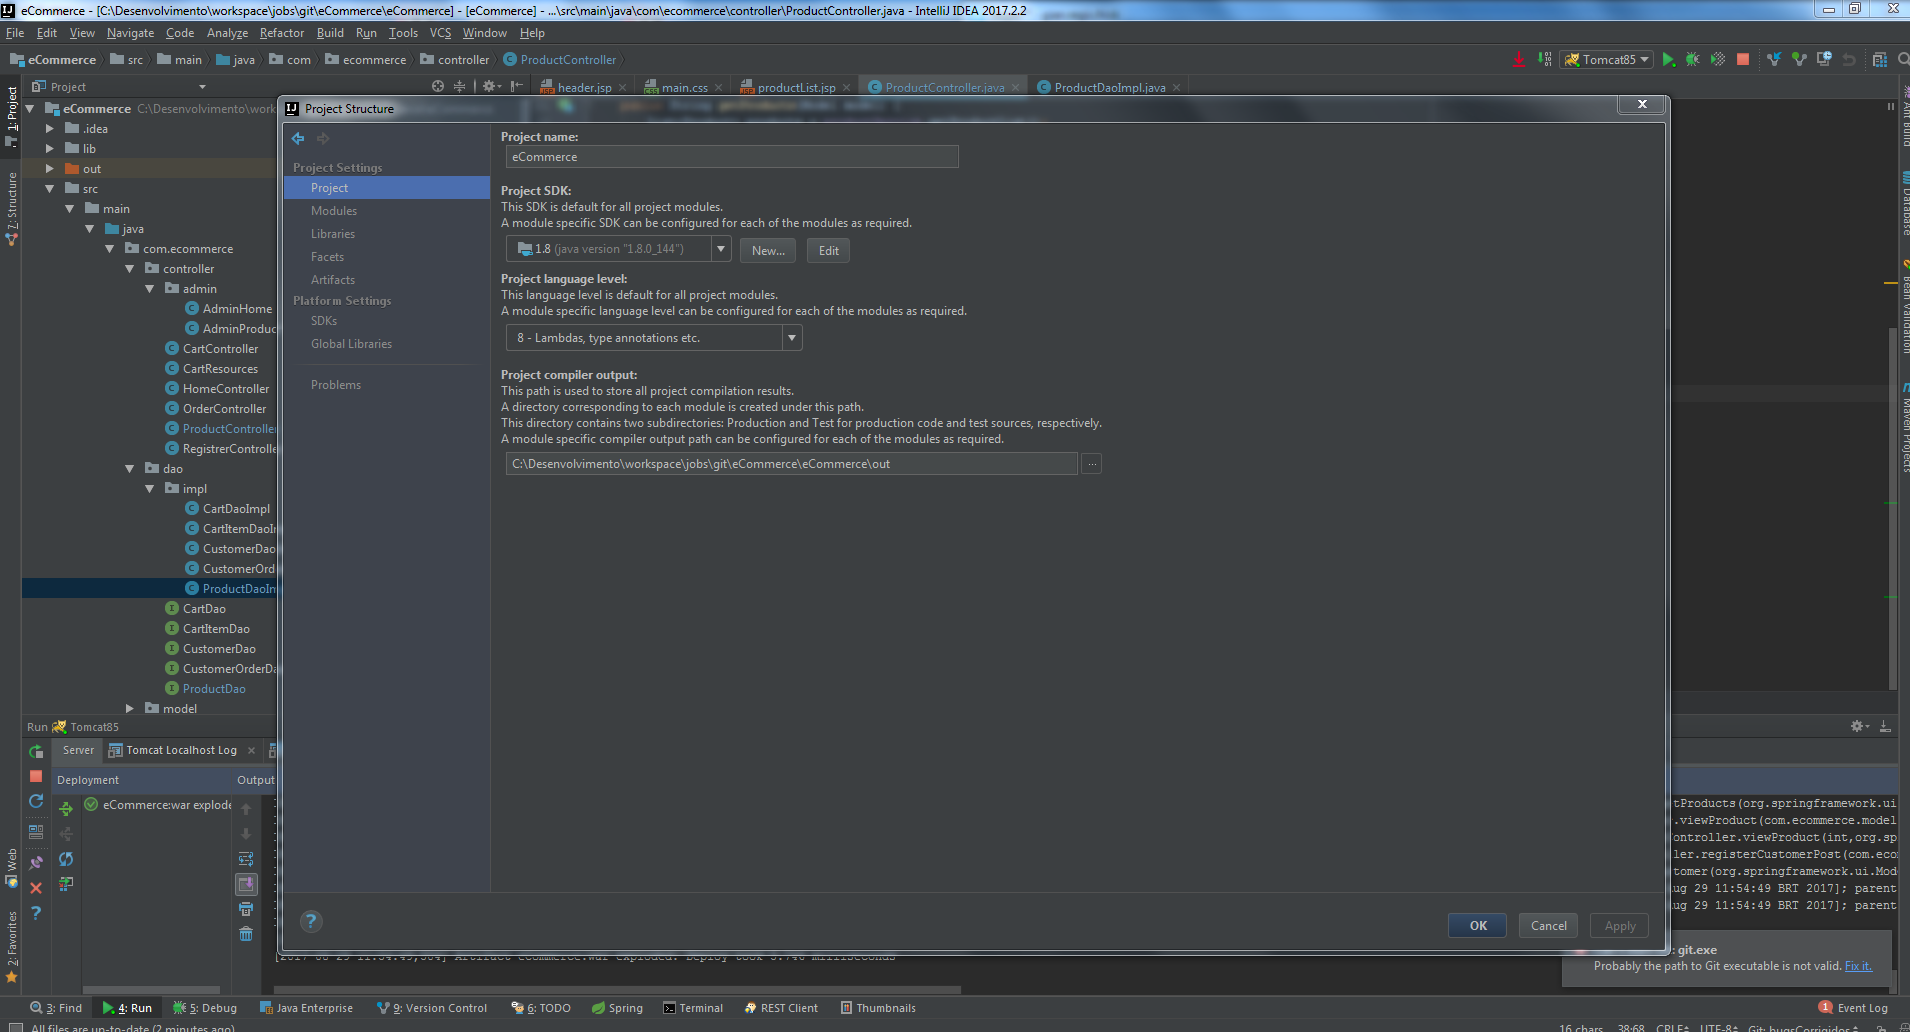 eCommerce - [C:\Desenvolvimento\workspace\jobs\git\eCommerce\eCommerce] - [eCommerce] - ...\src\main\java\com\ecommerce\controller\ProductController.java - IntelliJ IDEA 2017.2.2
File Edit View Navigate Code Analyze Refactor Build Run Tools VCS Window Help
eCommerce src main java com ecommerce controller ProductController
Tomcat85
Project
header.jsp main.css productList.jsp ProductController.java ProductDaoImpl.java
1: Project
7: Structure
Web
2: Favorites
eCommerce C:\Desenvolvimento\work
.idea
lib
out
src
main
java
com.ecommerce
controller
admin
AdminHome
AdminProduc
CartController
CartResources
HomeController
OrderController
ProductController
RegistrerControlle
dao
impl
CartDaoImpl
CartItemDaoI
CustomerDao
CustomerOrd
ProductDaoIm
CartDao
CartItemDao
CustomerDao
CustomerOrderDa
ProductDao
model
Project Structure
Project Settings
Project
Modules
Libraries
Facets
Artifacts
Platform Settings
SDKs
Global Libraries
Problems
Project name:
eCommerce
Project SDK:
This SDK is default for all project modules.
A module specific SDK can be configured for each of the modules as required.
1.8 (java version "1.8.0_144")
New...
Edit
Project language level:
This language level is default for all project modules.
A module specific language level can be configured for each of the modules as required.
8 - Lambdas, type annotations etc.
Project compiler output:
This path is used to store all project compilation results.
A directory corresponding to each module is created under this path.
This directory contains two subdirectories: Production and Test for production code and test sources, respectively.
A module specific compiler output path can be configured for each of the modules as required.
C:\Desenvolvimento\workspace\jobs\git\eCommerce\eCommerce\out
...
?
OK
Cancel
Apply
Ant Build
Database
Bean Validation
Maven Projects
Run Tomcat85
Server Tomcat Localhost Log
Deployment
Output
eCommerce:war explode
tProducts(org.springframework.ui
.viewProduct(com.ecommerce.model
ontroller.viewProduct(int,org.sp
ler.registerCustomerPost(com.eco
tomer(org.springframework.ui.Mod
ug 29 11:54:49 BRT 2017]; parent
ug 29 11:54:49 BRT 2017]; parent
: git.exe
Probably the path to Git executable is not valid. Fix it.
3: Find 4: Run 5: Debug Java Enterprise 9: Version Control 6: TODO Spring Terminal REST Client Thumbnails
1 Event Log
All files are up-to-date (2 minutes ago)
16 chars 38:68 CRLF UTF-8 Git: bugsCorrigidos